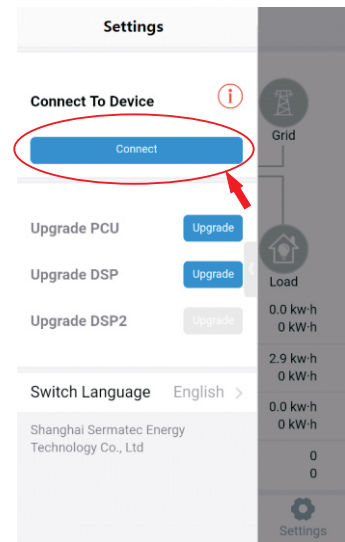 Settings
Connect To Device
i
Connect
Upgrade PCU
Upgrade
Upgrade DSP
Upgrade
Upgrade DSP2
Upgrade
Switch Language
English >
Shanghai Sermatec Energy
Technology Co., Ltd
Grid
Load
0.0 kw·h
0 kW·h
2.9 kw·h
0 kW·h
0.0 kw·h
0 kW·h
0
0
Settings